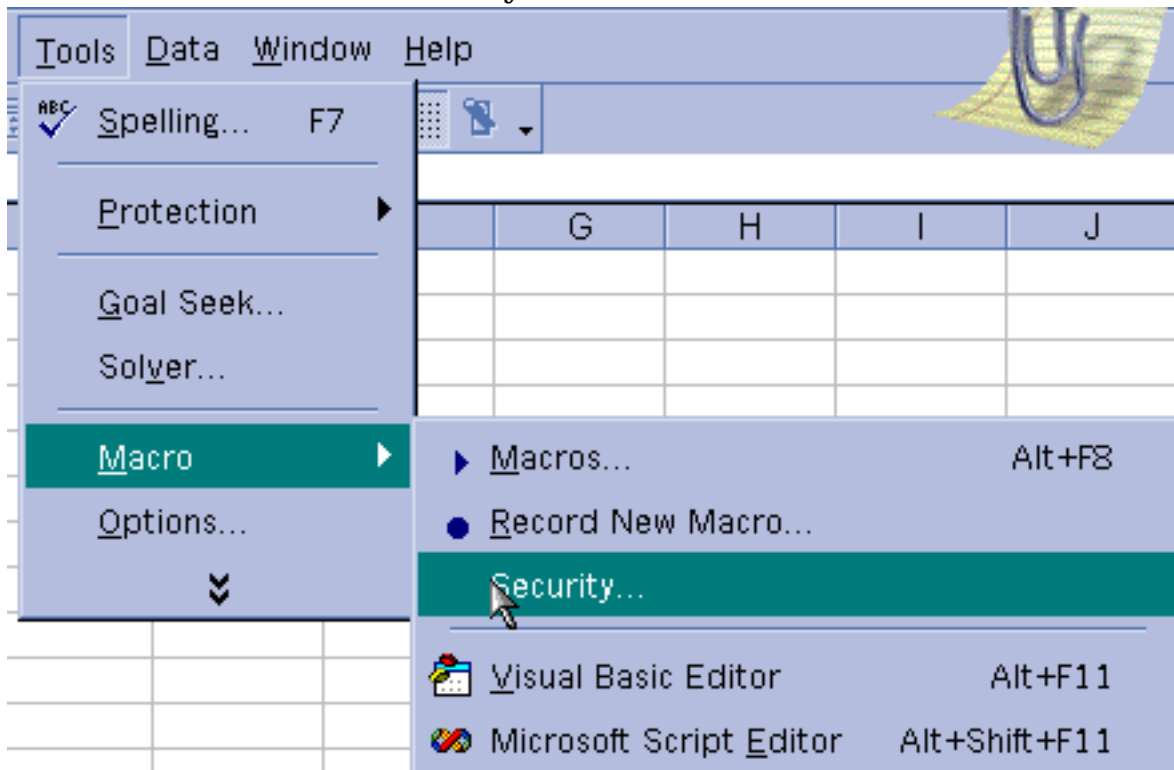 Tools Data Window Help
ABC Spelling... F7
Protection
G H I J
Goal Seek...
Solver...
Macro
Macros... Alt+F8
Options...
Record New Macro...
Security...
Visual Basic Editor Alt+F11
Microsoft Script Editor Alt+Shift+F11